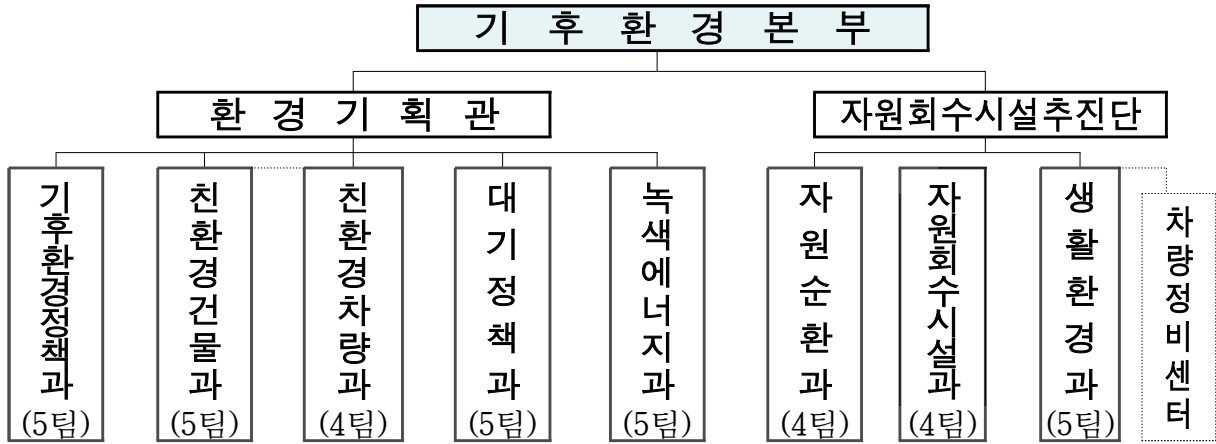 기후환경본부
환경기획관
자원회수시설추진단
기후환경정책과
(5팀)
친환경건물과
(5팀)
친환경차량과
(4팀)
대기정책과
(5팀)
녹색에너지과
(5팀)
자원순환과
(4팀)
자원회수시설과
(4팀)
생활환경과
(5팀)
차량정비센터